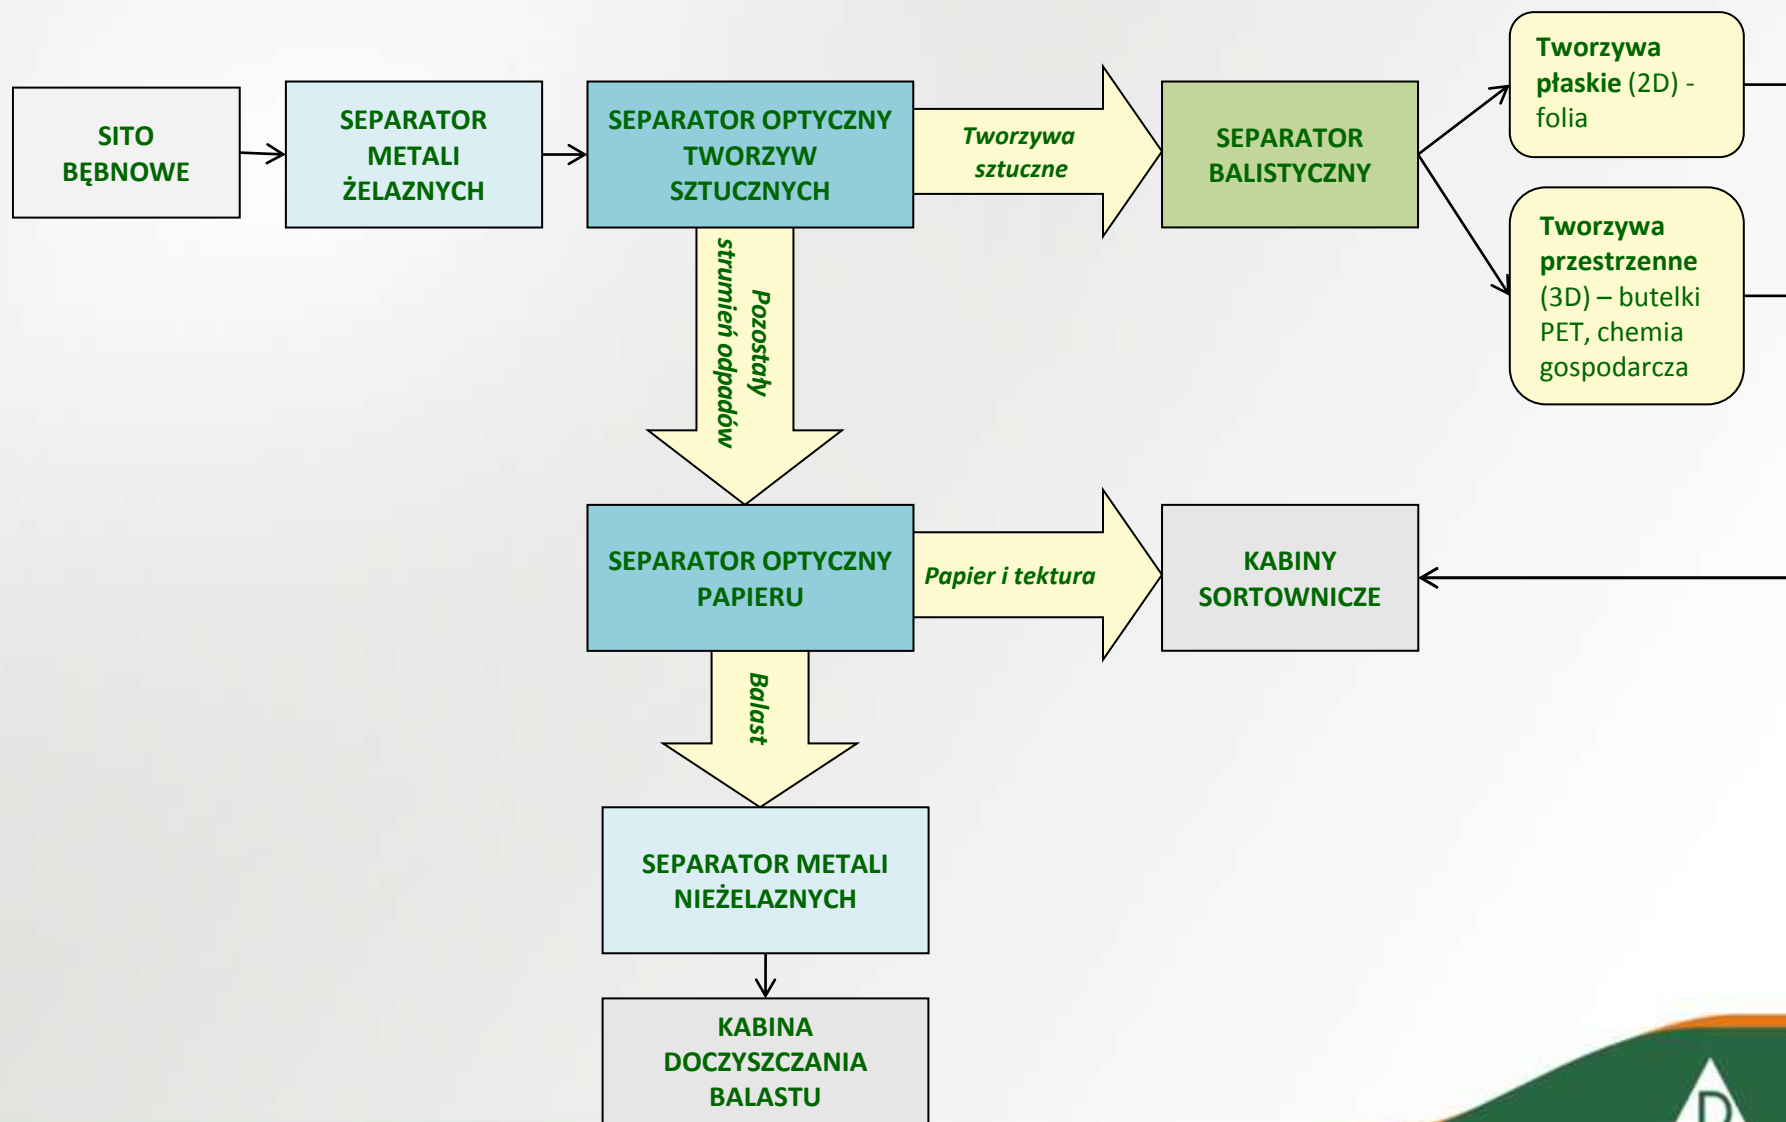 SITO
BĘBNOWE
SEPARATOR
METALI
ŻELAZNYCH
SEPARATOR OPTYCZNY
TWORZYW
SZTUCZNYCH
Tworzywa
sztuczne
SEPARATOR
BALISTYCZNY
Tworzywa
płaskie (2D) -
folia
Tworzywa
przestrzenne
(3D) – butelki
PET, chemia
gospodarcza
Pozostały
strumień odpadów
SEPARATOR OPTYCZNY
PAPIERU
Papier i tektura
KABINY
SORTOWNICZE
Balast
SEPARATOR METALI
NIEŻELAZNYCH
KABINA
DOCZYSZCZANIA
BALASTU
D